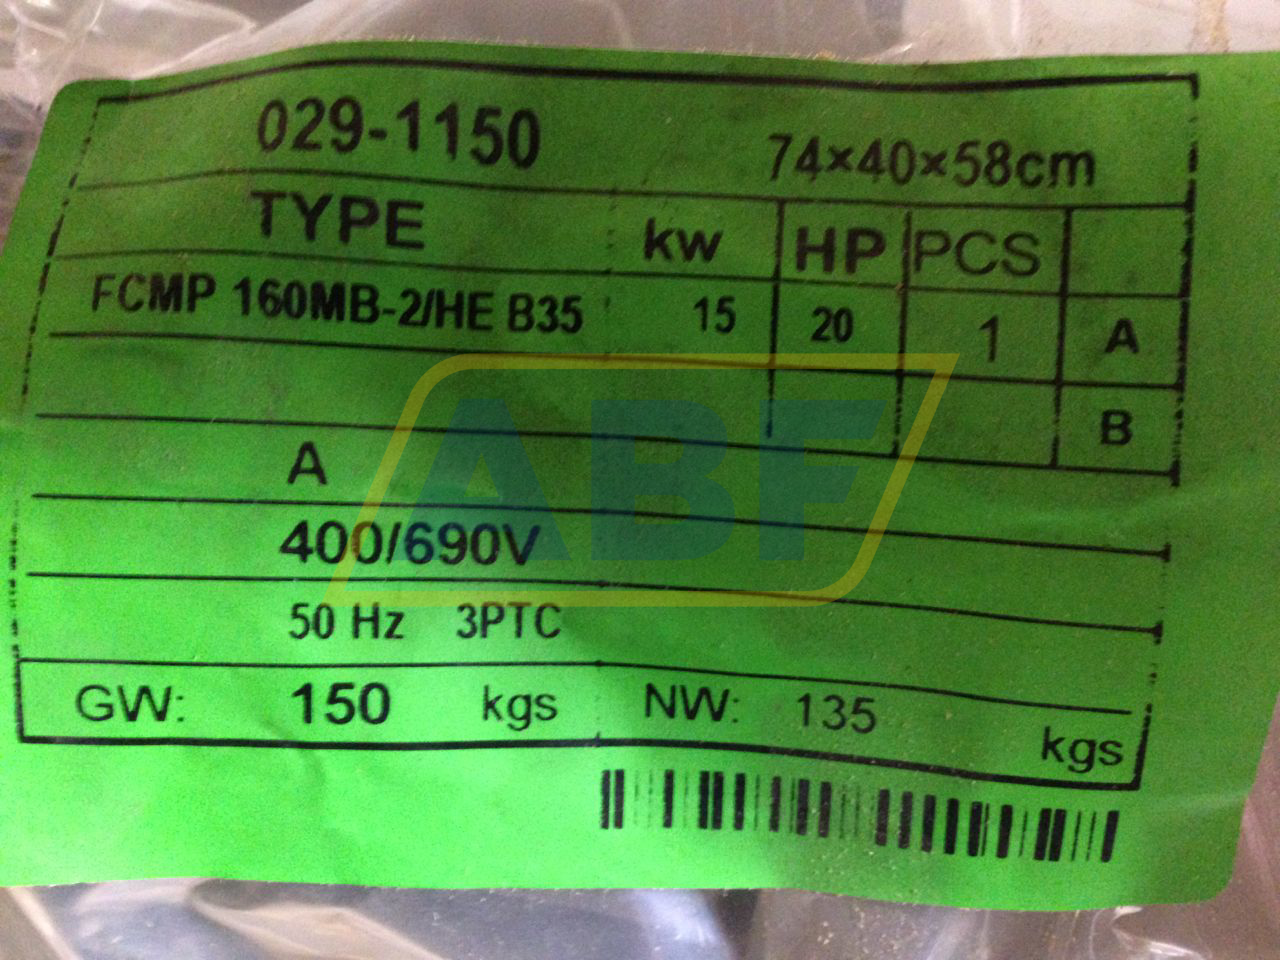 029-1150 74×40×58cm
TYPE kw HP PCS
FCMP 160MB-2/HE B35 15 20 1 A
B
A
400/690V
50 Hz 3PTC
GW: 150 kgs NW: 135 kgs
ABF